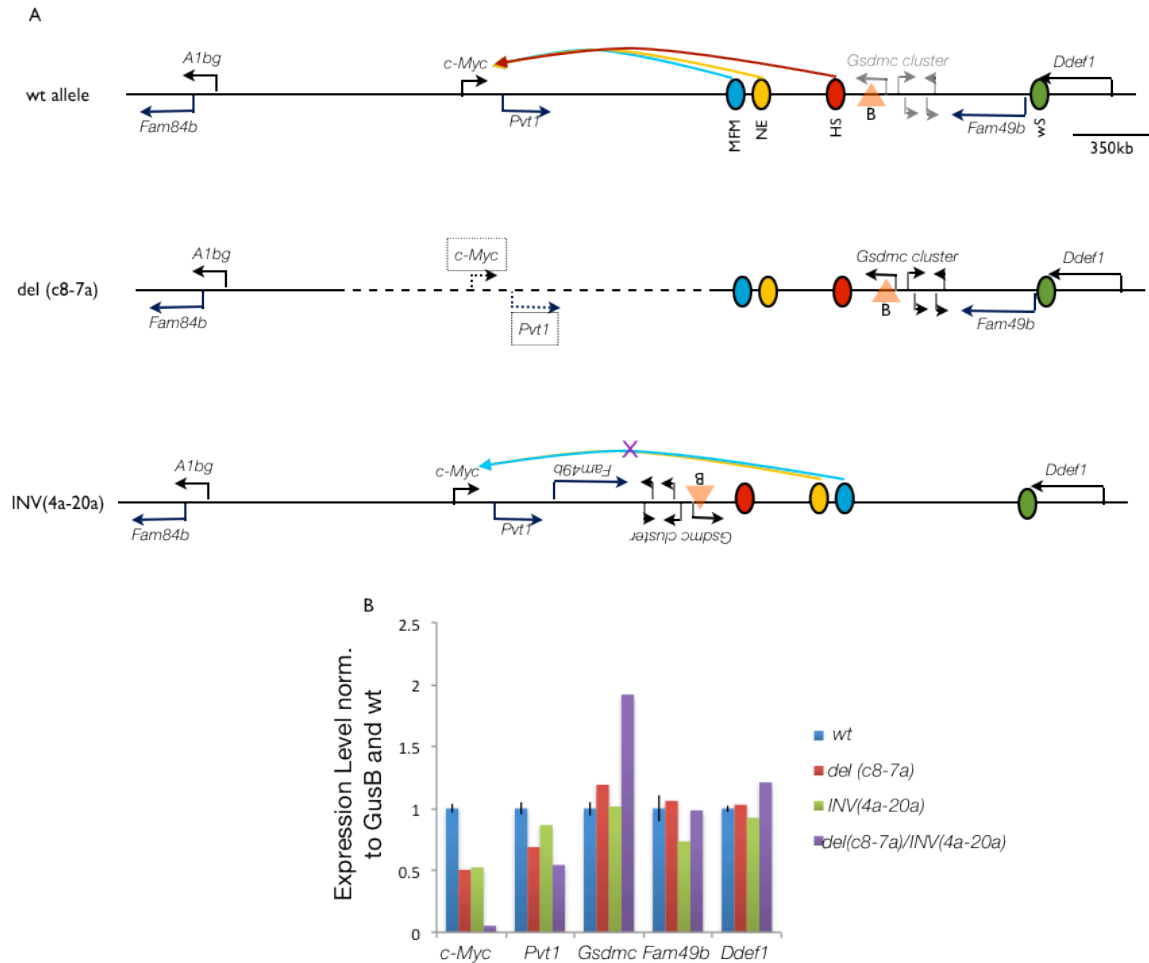 A
A1bg
c-Myc
Gsdmc cluster
Ddef1
wt allele
Fam84b
Pvt1
MFM
NE
HS
B
Fam49b
wS
350kb
A1bg
c-Myc
Gsdmc cluster
Ddef1
del (c8-7a)
Fam84b
Pvt1
B
Fam49b
X
A1bg
c-Myc
Fam49b
B
Ddef1
INV(4a-20a)
Fam84b
Pvt1
Gsdmc cluster
B
Expression Level norm.
to GusB and wt
2.5
2
1.5
1
0.5
0
c-Myc Pvt1 Gsdmc Fam49b Ddef1
wt
del (c8-7a)
INV(4a-20a)
del(c8-7a)/INV(4a-20a)